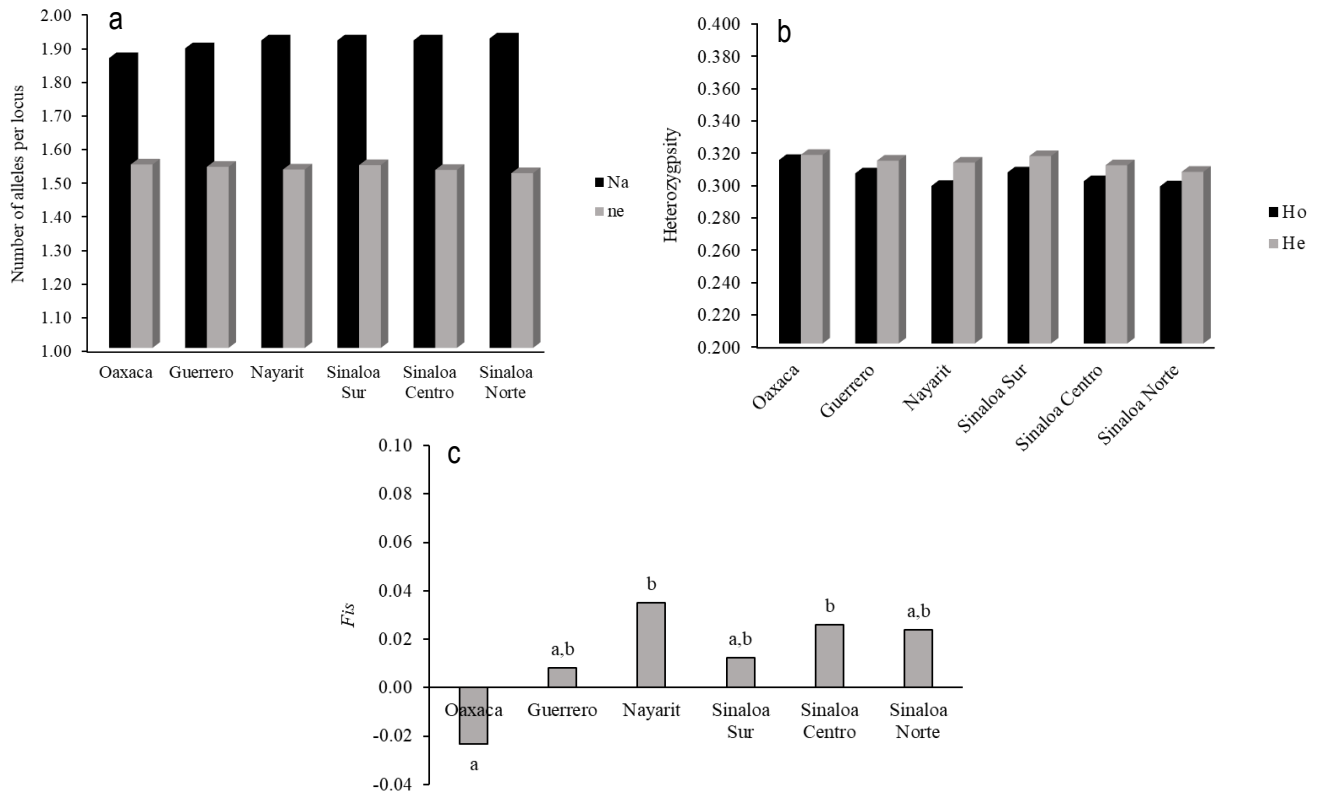 a
Number of alleles per locus
2.00
1.90
1.80
1.70
1.60
1.50
1.40
1.30
1.20
1.10
1.00
Oaxaca
Guerrero
Nayarit
Sinaloa Sur
Sinaloa Centro
Sinaloa Norte
Na
ne
b
Heterozygpsity
0.400
0.380
0.360
0.340
0.320
0.300
0.280
0.260
0.240
0.220
0.200
Oaxaca
Guerrero
Nayarit
Sinaloa Sur
Sinaloa Centro
Sinaloa Norte
Ho
He
c
Fis
0.10
0.08
0.06
0.04
0.02
0.00
-0.02
-0.04
a
a,b
b
a,b
b
a,b
Oaxaca
Guerrero
Nayarit
Sinaloa Sur
Sinaloa Centro
Sinaloa Norte